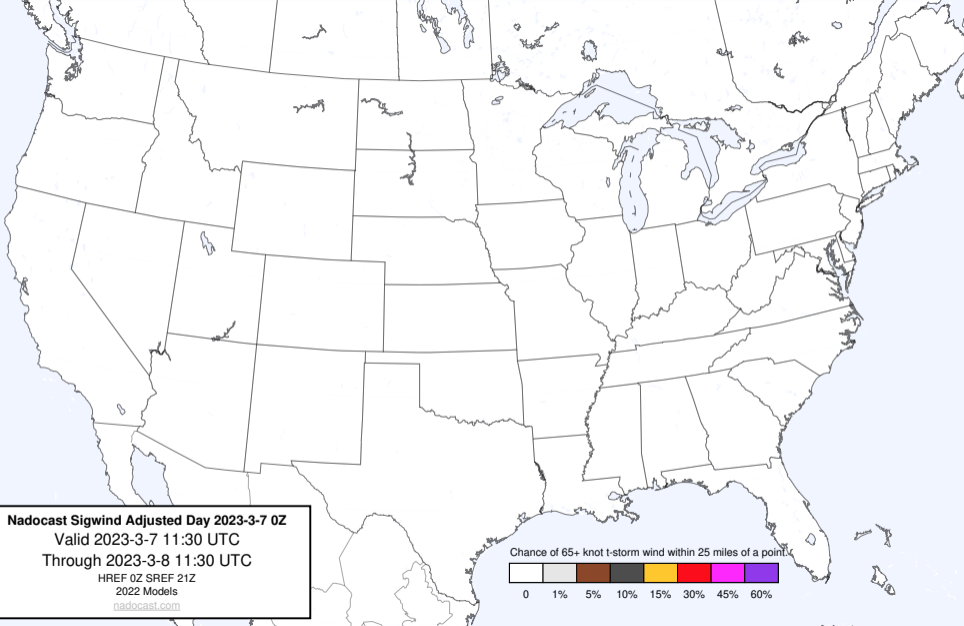 Nadocast Sigwind Adjusted Day 2023-3-7 0Z
Valid 2023-3-7 11:30 UTC
Through 2023-3-8 11:30 UTC
HREF 0Z SREF 21Z
2022 Models
nadocast.com
Chance of 65+ knot t-storm wind within 25 miles of a point.
0 1% 5% 10% 15% 30% 45% 60%